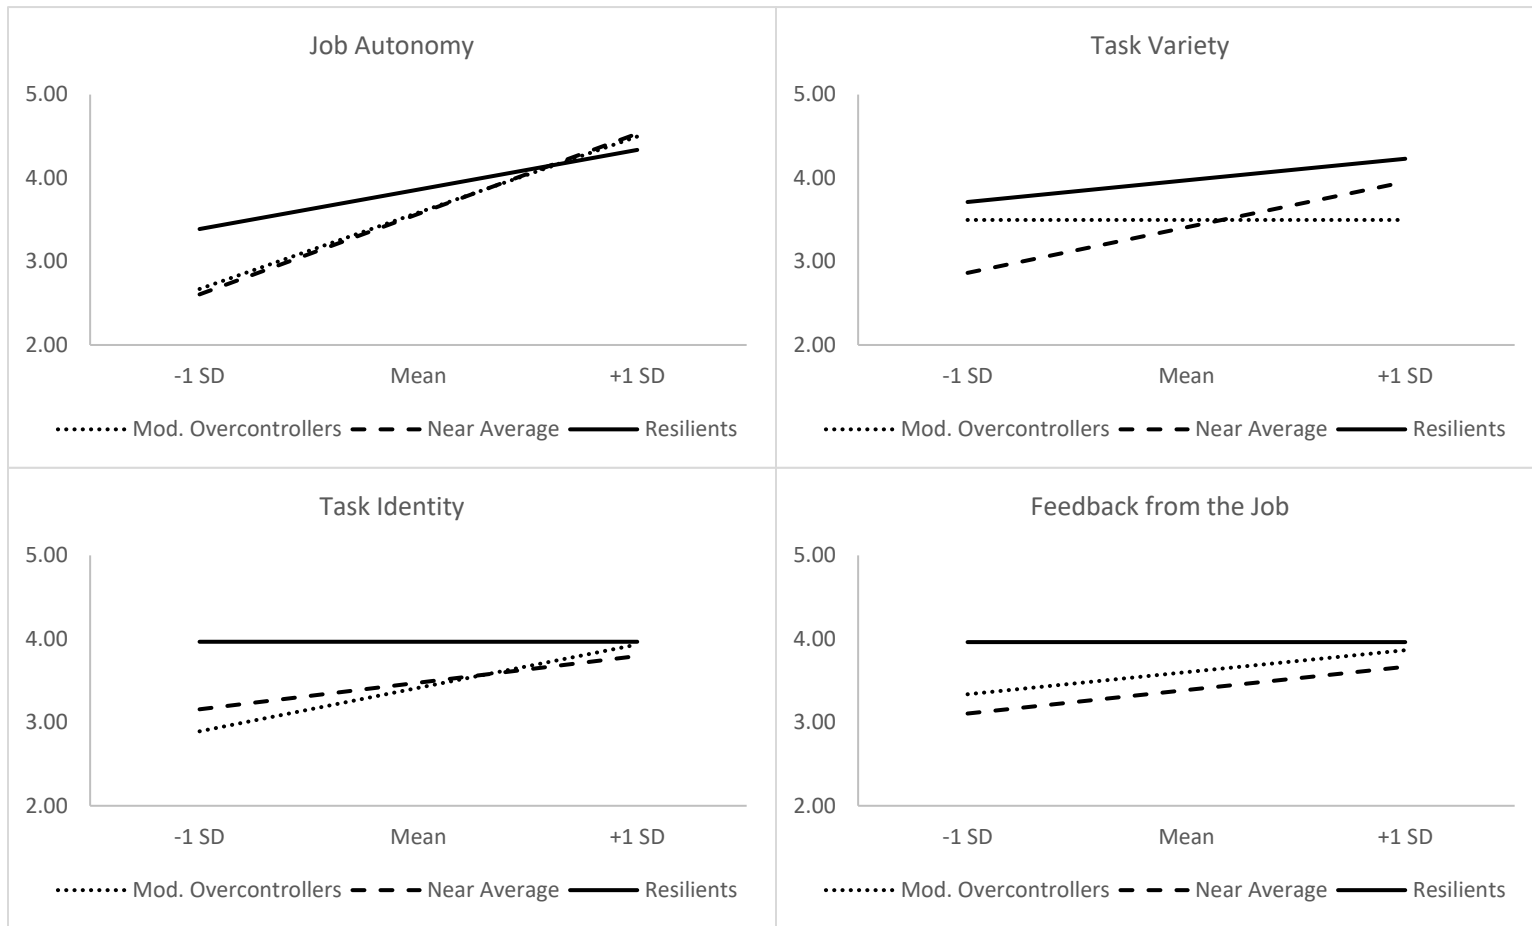 Job Autonomy
5.00
4.00
3.00
2.00
-1 SD Mean +1 SD
Mod. Overcontrollers Near Average Resilients
Task Variety
5.00
4.00
3.00
2.00
-1 SD Mean +1 SD
Mod. Overcontrollers Near Average Resilients
Task Identity
5.00
4.00
3.00
2.00
-1 SD Mean +1 SD
Mod. Overcontrollers Near Average Resilients
Feedback from the Job
5.00
4.00
3.00
2.00
-1 SD Mean +1 SD
Mod. Overcontrollers Near Average Resilients